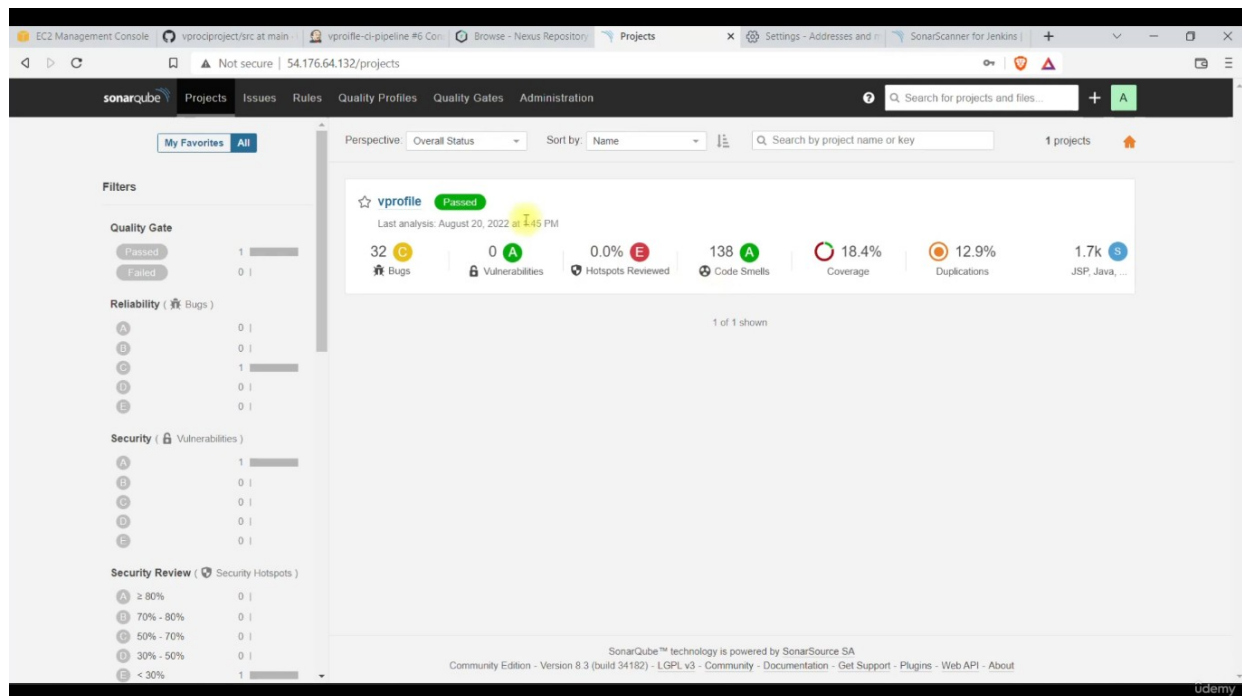 EC2 Management Console vprociproject/src at main vproifle-ci-pipeline #6 Con Browse - Nexus Repository Projects Settings - Addresses and m SonarScanner for Jenkins
Not secure 54.176.64.132/projects
sonarqube Projects Issues Rules Quality Profiles Quality Gates Administration ? Search for projects and files... + A
My Favorites All
Perspective: Overall Status Sort by: Name Search by project name or key 1 projects
Filters
Quality Gate
Passed 1
Failed 0
Reliability ( Bugs )
A 0
B 0
C 1
D 0
E 0
Security ( Vulnerabilities )
A 1
B 0
C 0
D 0
E 0
Security Review ( Security Hotspots )
A ≥ 80% 0
B 70% - 80% 0
C 50% - 70% 0
D 30% - 50% 0
E < 30% 1
vprofile Passed
Last analysis: August 20, 2022 at :45 PM
32 C 0 A 0.0% E 138 A 18.4% 12.9% 1.7k S
Bugs Vulnerabilities Hotspots Reviewed Code Smells Coverage Duplications JSP, Java, ...
1 of 1 shown
SonarQube™ technology is powered by SonarSource SA
Community Edition - Version 8.3 (build 34182) - LGPL v3 - Community - Documentation - Get Support - Plugins - Web API - About
ûdemy